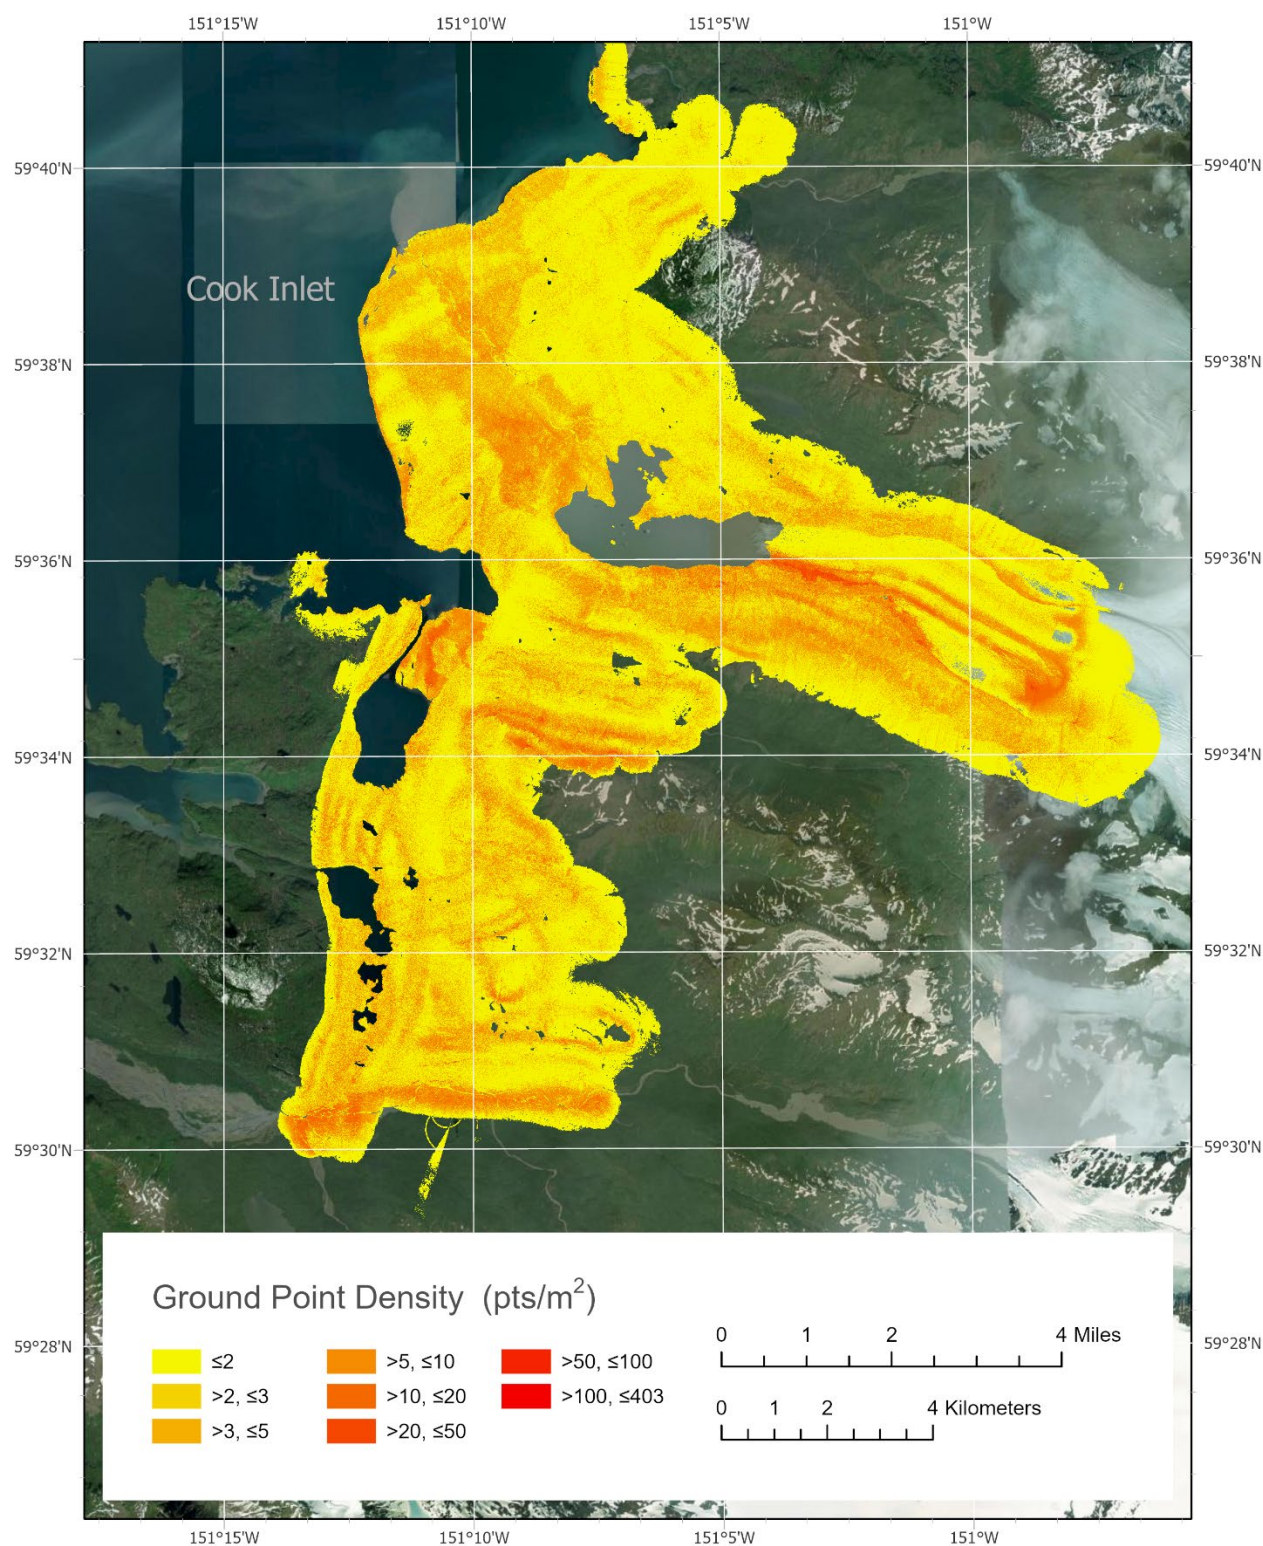 151°15'W 151°10'W 151°5'W 151°W
59°40'N 59°40'N
Cook Inlet
59°38'N 59°38'N
59°36'N 59°36'N
59°34'N 59°34'N
59°32'N 59°32'N
59°30'N 59°30'N
Ground Point Density (pts/m²)
0 1 2 4 Miles
59°28'N 59°28'N
≤2 >5, ≤10 >50, ≤100
>2, ≤3 >10, ≤20 >100, ≤403
0 1 2 4 Kilometers
>3, ≤5 >20, ≤50
151°15'W 151°10'W 151°5'W 151°W